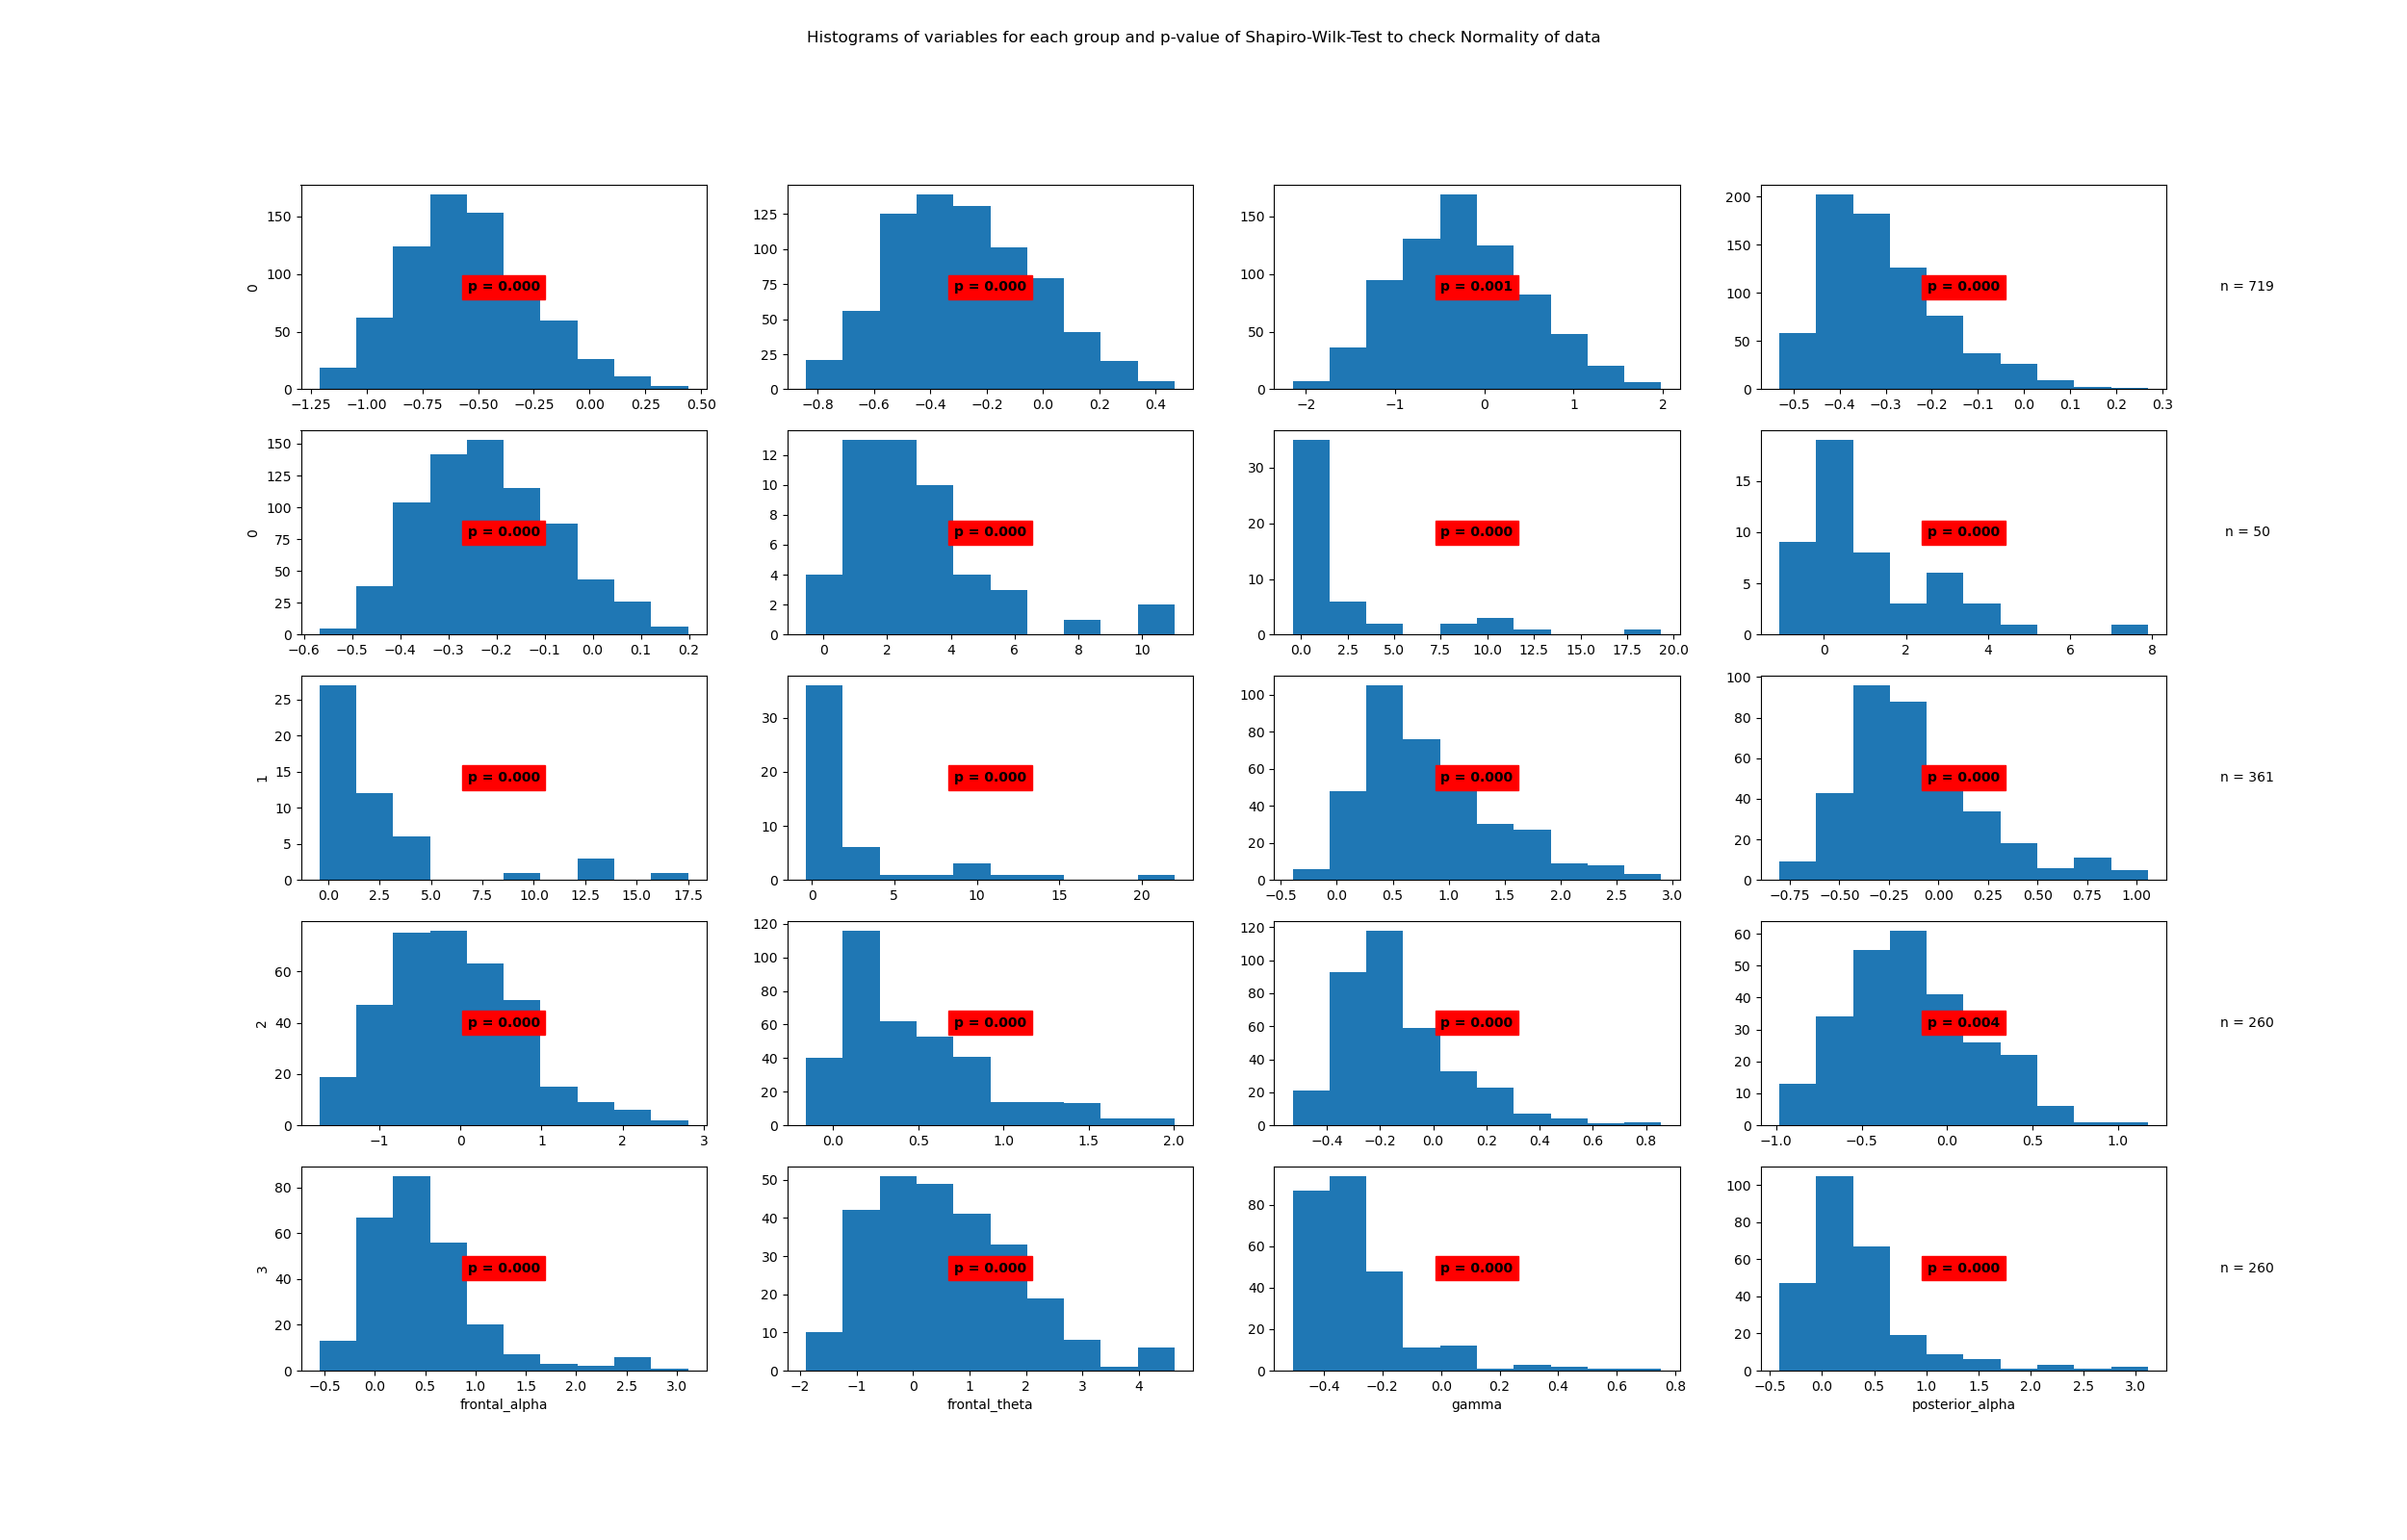 Histograms of variables for each group and p-value of Shapiro-Wilk-Test to check Normality of data
0
150
100
50
0
p = 0.000
−1.25 −1.00 −0.75 −0.50 −0.25 0.00 0.25 0.50
125
100
75
50
25
0
p = 0.000
−0.8 −0.6 −0.4 −0.2 0.0 0.2 0.4
150
100
50
0
p = 0.001
−2 −1 0 1 2
200
150
100
50
0
p = 0.000
−0.5 −0.4 −0.3 −0.2 −0.1 0.0 0.1 0.2 0.3
n = 719
0
150
125
100
75
50
25
0
p = 0.000
−0.6 −0.5 −0.4 −0.3 −0.2 −0.1 0.0 0.1 0.2
12
10
8
6
4
2
0
p = 0.000
0 2 4 6 8 10
30
20
10
0
p = 0.000
0.0 2.5 5.0 7.5 10.0 12.5 15.0 17.5 20.0
15
10
5
0
p = 0.000
0 2 4 6 8
n = 50
1
25
20
15
10
5
0
p = 0.000
0.0 2.5 5.0 7.5 10.0 12.5 15.0 17.5
30
20
10
0
p = 0.000
0 5 10 15 20
100
80
60
40
20
0
p = 0.000
−0.5 0.0 0.5 1.0 1.5 2.0 2.5 3.0
100
80
60
40
20
0
p = 0.000
−0.75 −0.50 −0.25 0.00 0.25 0.50 0.75 1.00
n = 361
2
60
40
20
0
p = 0.000
−1 0 1 2 3
120
100
80
60
40
20
0
p = 0.000
0.0 0.5 1.0 1.5 2.0
120
100
80
60
40
20
0
p = 0.000
−0.4 −0.2 0.0 0.2 0.4 0.6 0.8
60
50
40
30
20
10
0
p = 0.004
−1.0 −0.5 0.0 0.5 1.0
n = 260
3
80
60
40
20
0
p = 0.000
−0.5 0.0 0.5 1.0 1.5 2.0 2.5 3.0
frontal_alpha
50
40
30
20
10
0
p = 0.000
−2 −1 0 1 2 3 4
frontal_theta
80
60
40
20
0
p = 0.000
−0.4 −0.2 0.0 0.2 0.4 0.6 0.8
gamma
100
80
60
40
20
0
p = 0.000
−0.5 0.0 0.5 1.0 1.5 2.0 2.5 3.0
posterior_alpha
n = 260